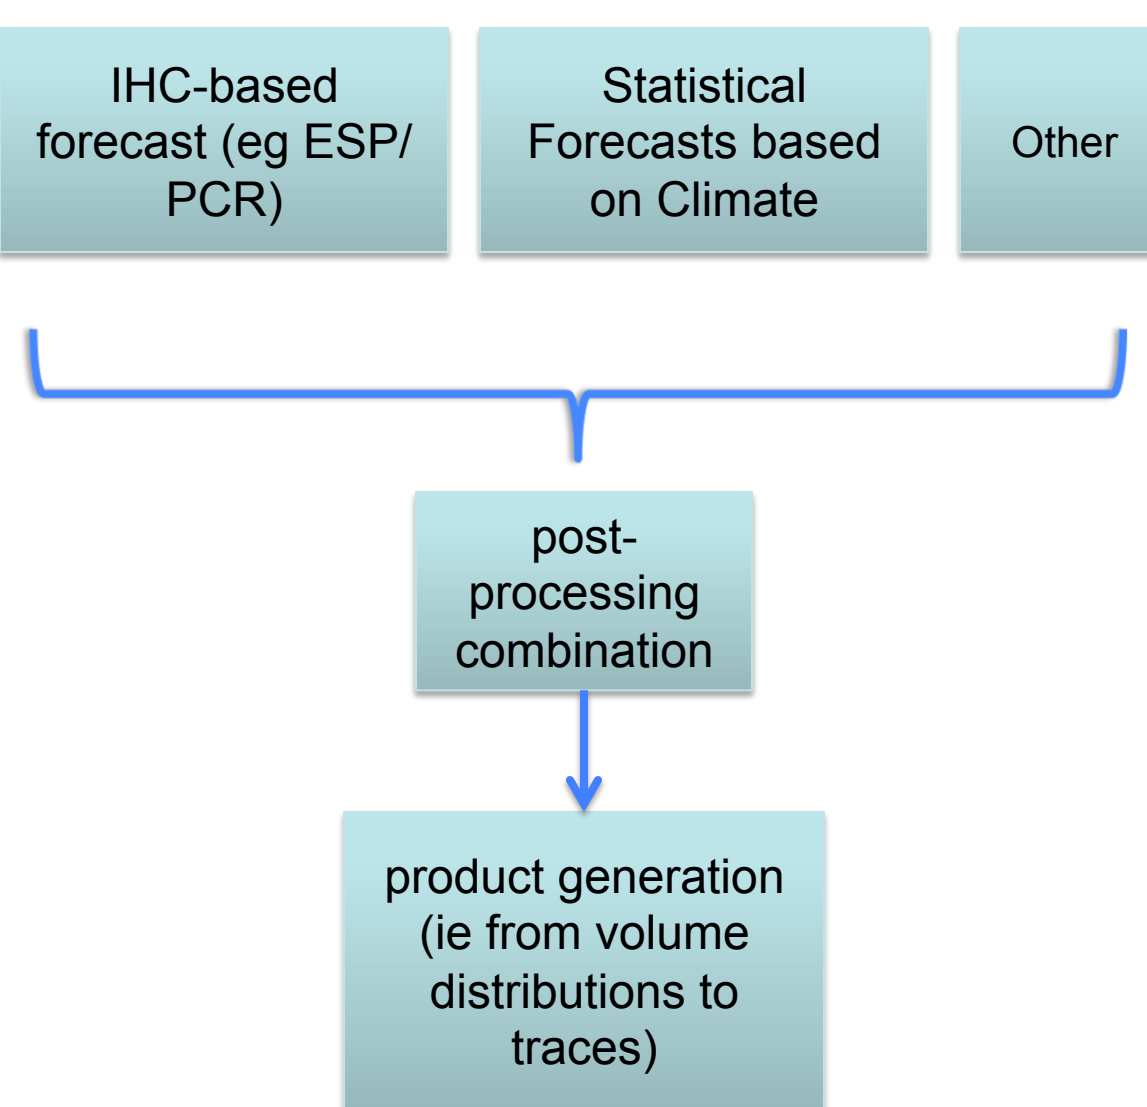 IHC-based
forecast (eg ESP/
PCR)
Statistical
Forecasts based
on Climate
Other
post-
processing
combination
product generation
(ie from volume
distributions to
traces)